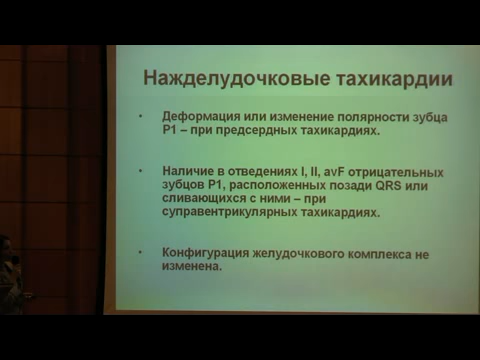 Нажделудочковые тахикардии
• Деформация или изменение полярности зубца
Р1 – при предсердных тахикардиях.
• Наличие в отведениях I, II, avF отрицательных
зубцов Р1, расположенных позади QRS или
сливающихся с ними – при
суправентрикулярных тахикардиях.
• Конфигурация желудочкового комплекса не
изменена.